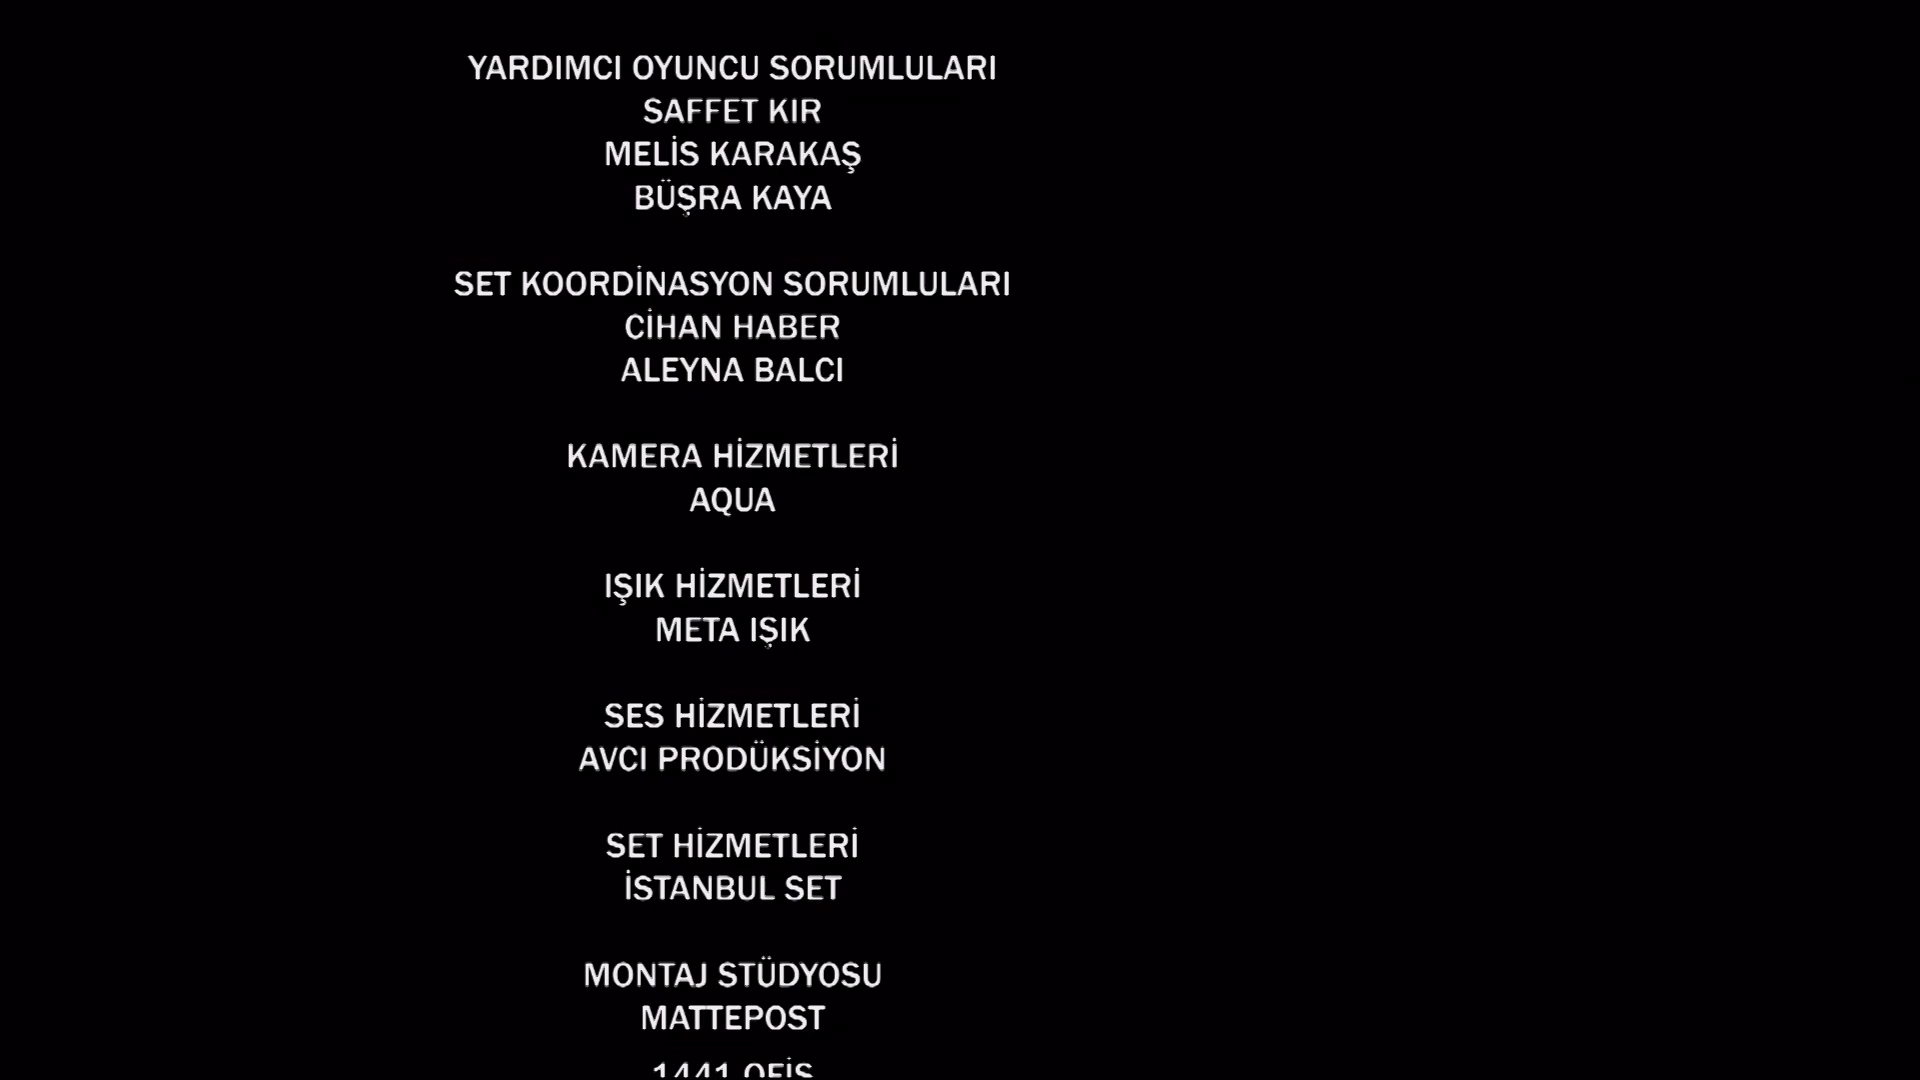 YARDIMCI OYUNCU SORUMLULARI
SAFFET KIR
MELİS KARAKAŞ
BÜŞRA KAYA
SET KOORDİNASYON SORUMLULARI
CİHAN HABER
ALEYNA BALCI
KAMERA HİZMETLERİ
AQUA
IŞIK HİZMETLERİ
META IŞIK
SES HİZMETLERİ
AVCI PRODÜKSİYON
SET HİZMETLERİ
İSTANBUL SET
MONTAJ STÜDYOSU
MATTEPOST
1441 OFİS